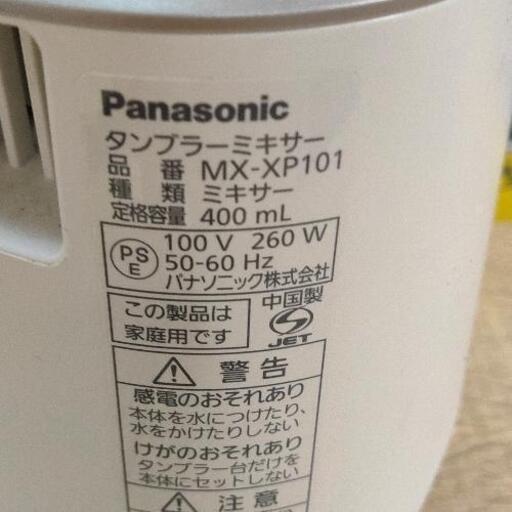 Panasonic
タンブラーミキサー
品番 MX-XP101
種類 ミキサー
定格容量 400 mL
PS
E
100 V 260 W
50-60 Hz
パナソニック株式会社
この製品は
家庭用です
中国製
JET
警告
感電のおそれあり
本体を水につけたり、
水をかけたりしない
けがのおそれあり
タンブラー台だけを
本体にセットしない
注意